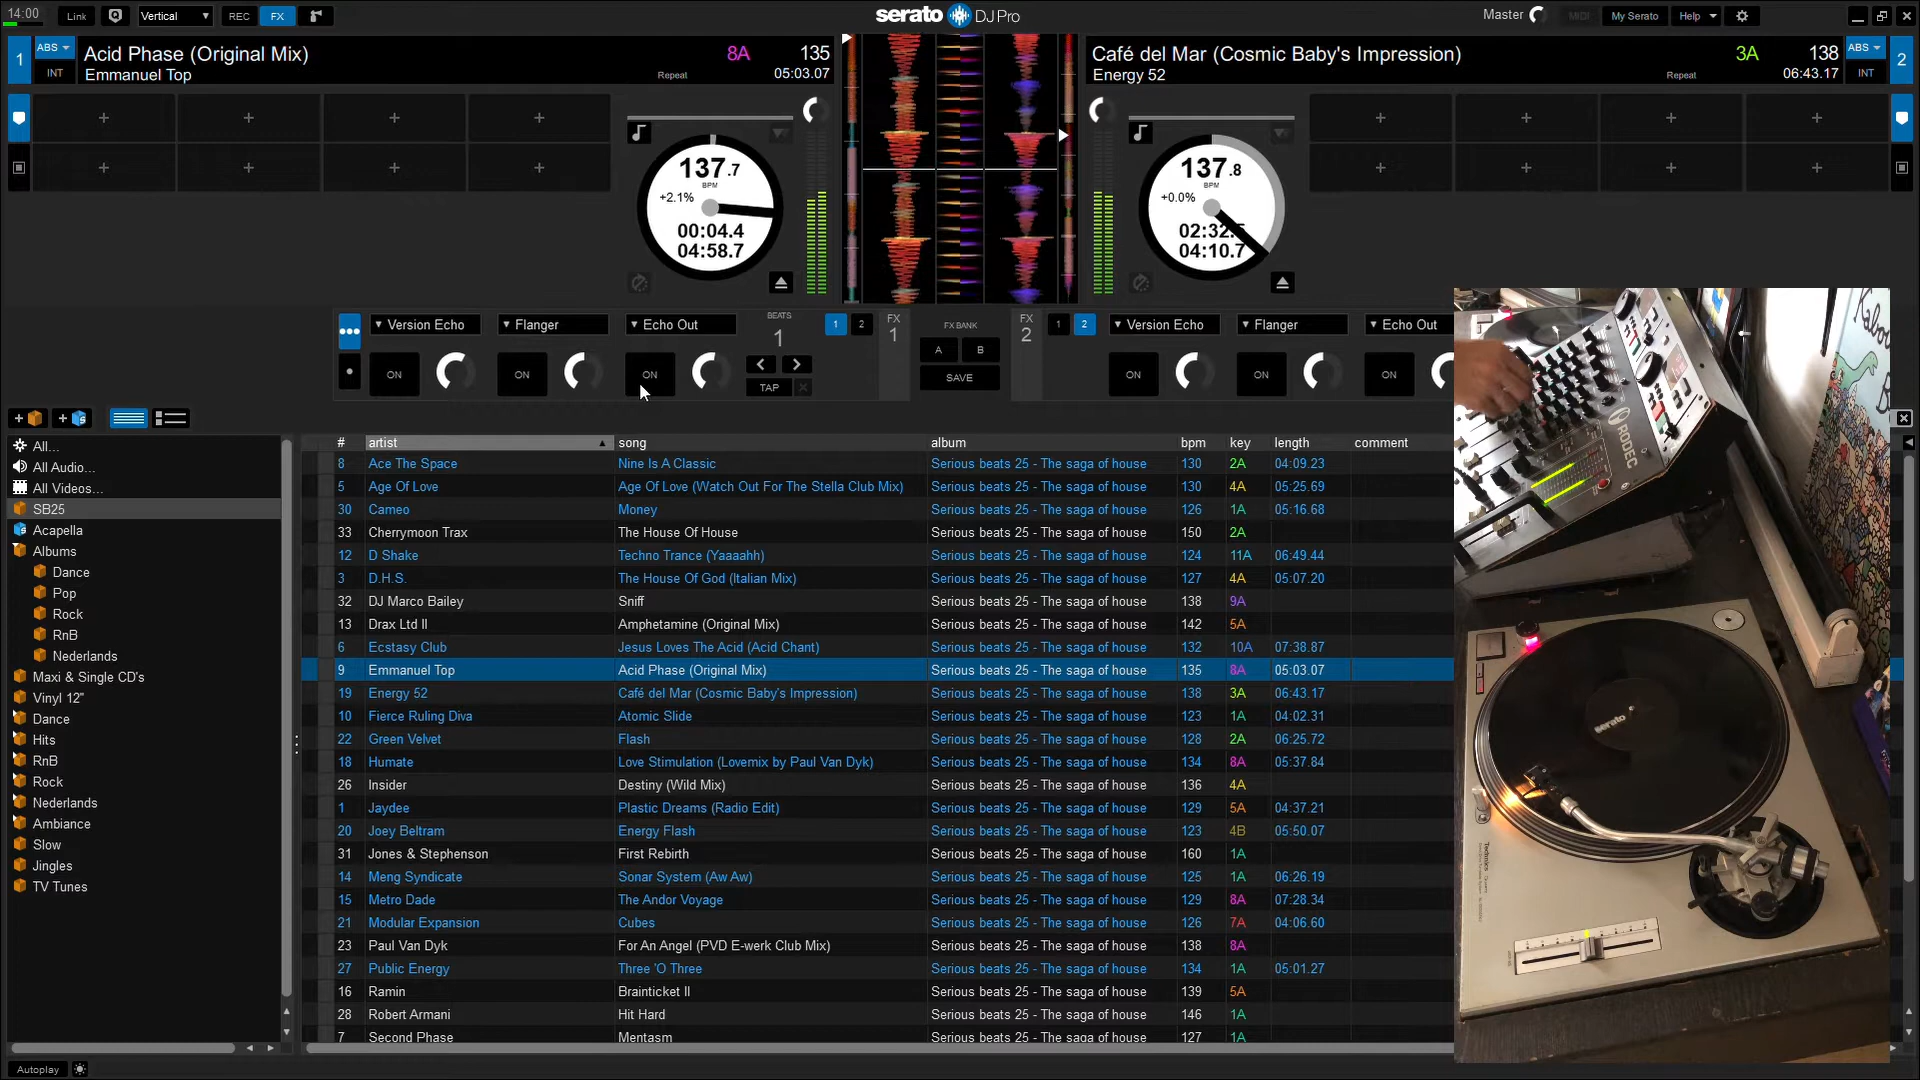 14:00 Link Vertical REC FX serato DJ Pro Master MIDI My Serato Help
1 ABS INT Acid Phase (Original Mix) 8A 135
Emmanuel Top Repeat 05:03.07
Café del Mar (Cosmic Baby's Impression) 3A 138 ABS INT 2
Energy 52 Repeat 06:43.17
137.7 BPM
+2.1%
00:04.4
04:58.7
137.8 BPM
+0.0%
04:10.7
Version Echo Flanger Echo Out BEATS 1 1 2 FX 1
ON ON ON TAP
FX BANK
A B
SAVE
FX 2 1 2 Version Echo Flanger Echo Out
ON ON ON
All...
All Audio...
All Videos...
SB25
Acapella
Albums
Dance
Pop
Rock
RnB
Nederlands
Maxi & Single CD's
Vinyl 12"
Dance
Hits
RnB
Rock
Nederlands
Ambiance
Slow
Jingles
TV Tunes
# artist song album bpm key length comment
8 Ace The Space Nine Is A Classic Serious beats 25 - The saga of house 130 2A 04:09.23
5 Age Of Love Age Of Love (Watch Out For The Stella Club Mix) Serious beats 25 - The saga of house 130 4A 05:25.69
30 Cameo Money Serious beats 25 - The saga of house 126 1A 05:16.68
33 Cherrymoon Trax The House Of House Serious beats 25 - The saga of house 150 2A
12 D Shake Techno Trance (Yaaaahh) Serious beats 25 - The saga of house 124 11A 06:49.44
3 D.H.S. The House Of God (Italian Mix) Serious beats 25 - The saga of house 127 4A 05:07.20
32 DJ Marco Bailey Sniff Serious beats 25 - The saga of house 138 9A
13 Drax Ltd II Amphetamine (Original Mix) Serious beats 25 - The saga of house 142 5A
6 Ecstasy Club Jesus Loves The Acid (Acid Chant) Serious beats 25 - The saga of house 132 10A 07:38.87
9 Emmanuel Top Acid Phase (Original Mix) Serious beats 25 - The saga of house 135 8A 05:03.07
19 Energy 52 Café del Mar (Cosmic Baby's Impression) Serious beats 25 - The saga of house 138 3A 06:43.17
10 Fierce Ruling Diva Atomic Slide Serious beats 25 - The saga of house 123 1A 04:02.31
22 Green Velvet Flash Serious beats 25 - The saga of house 128 2A 06:25.72
18 Humate Love Stimulation (Lovemix by Paul Van Dyk) Serious beats 25 - The saga of house 134 8A 05:37.84
26 Insider Destiny (Wild Mix) Serious beats 25 - The saga of house 136 4A
1 Jaydee Plastic Dreams (Radio Edit) Serious beats 25 - The saga of house 129 5A 04:37.21
20 Joey Beltram Energy Flash Serious beats 25 - The saga of house 123 4B 05:50.07
31 Jones & Stephenson First Rebirth Serious beats 25 - The saga of house 160 1A
14 Meng Syndicate Sonar System (Aw Aw) Serious beats 25 - The saga of house 125 1A 06:26.19
15 Metro Dade The Andor Voyage Serious beats 25 - The saga of house 129 8A 07:28.34
21 Modular Expansion Cubes Serious beats 25 - The saga of house 126 7A 04:06.60
23 Paul Van Dyk For An Angel (PVD E-werk Club Mix) Serious beats 25 - The saga of house 138 8A
27 Public Energy Three 'O Three Serious beats 25 - The saga of house 134 1A 05:01.27
16 Ramin Brainticket II Serious beats 25 - The saga of house 139 5A
28 Robert Armani Hit Hard Serious beats 25 - The saga of house 146 1A
7 Second Phase Mentasm Serious beats 25 - The saga of house 127 1A
Autoplay
RODEC
serato
Technics